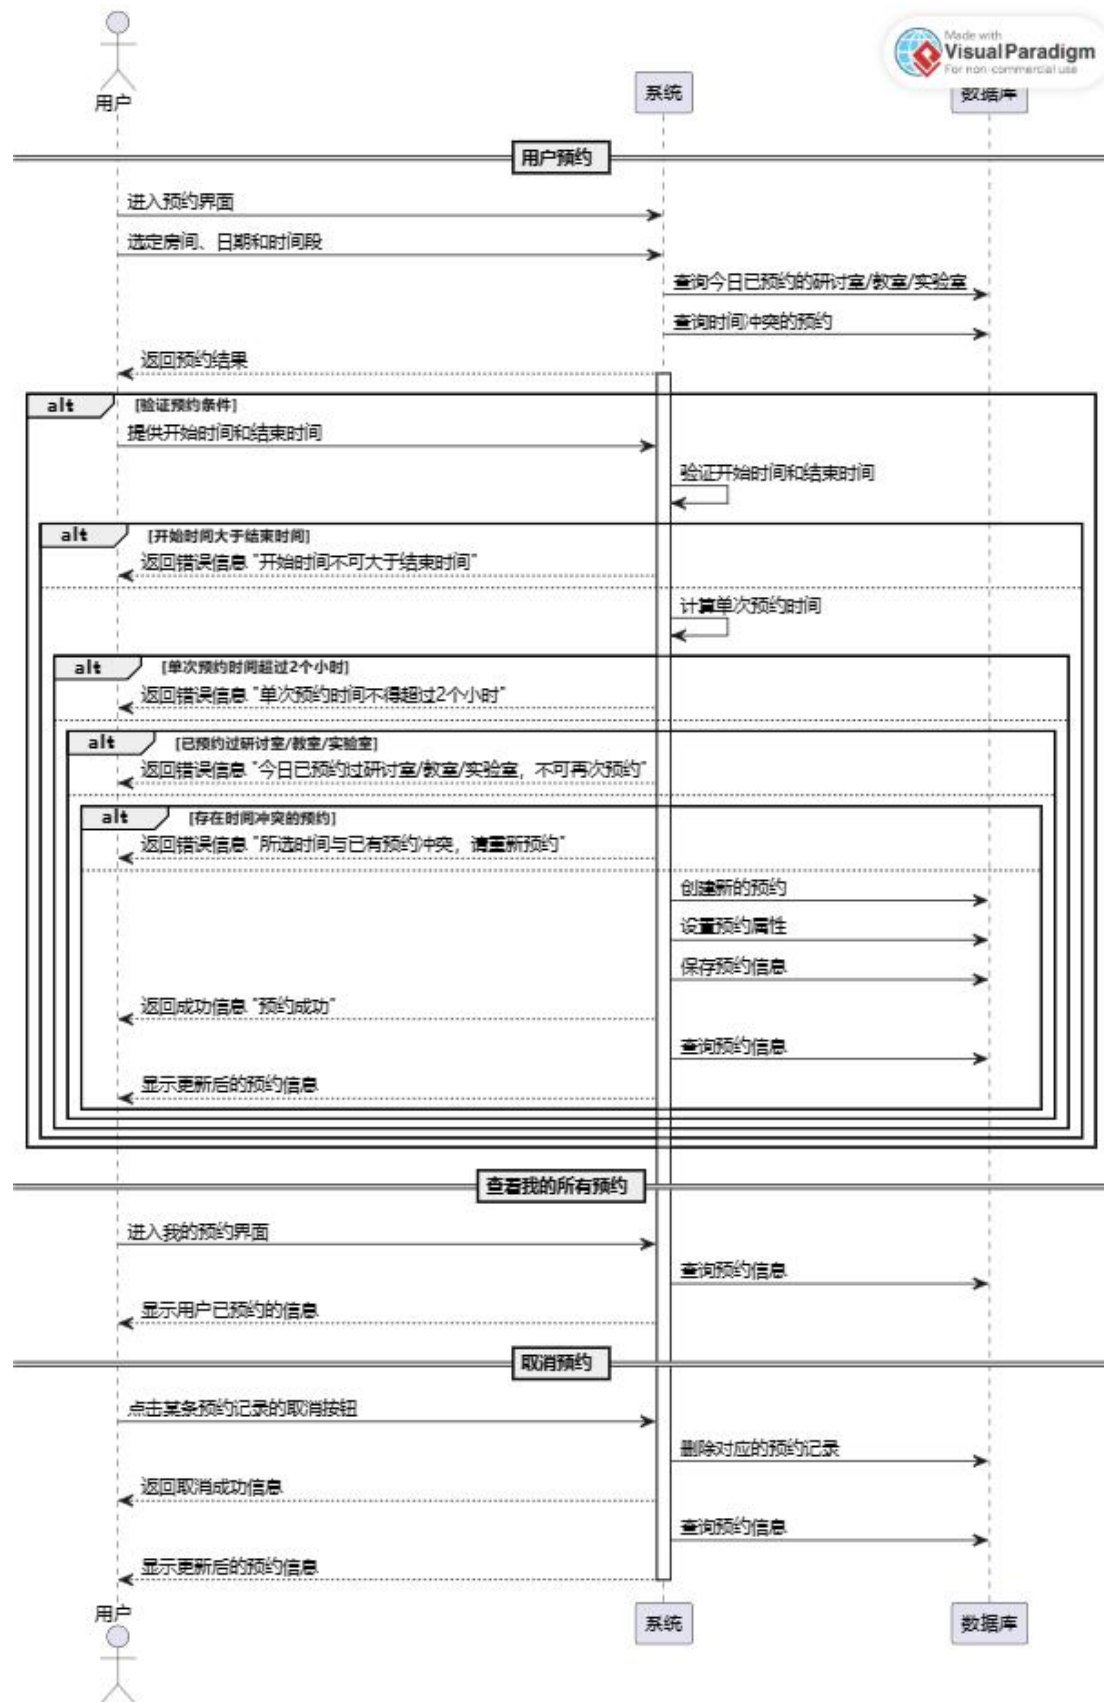 Made with
Visual Paradigm
For non-commercial use
用户
系统
数据库
用户预约
进入预约界面
选定房间、日期和时间段
查询今日已预约的研讨室/教室/实验室
查询时间冲突的预约
返回预约结果
alt [验证预约条件]
提供开始时间和结束时间
验证开始时间和结束时间
alt [开始时间大于结束时间]
返回错误信息 "开始时间不可大于结束时间"
计算单次预约时间
alt [单次预约时间超过2个小时]
返回错误信息 "单次预约时间不得超过2个小时"
alt [已预约过研讨室/教室/实验室]
返回错误信息 "今日已预约过研讨室/教室/实验室，不可再次预约"
alt [存在时间冲突的预约]
返回错误信息 "所选时间与已有预约冲突，请重新预约"
创建新的预约
设置预约属性
保存预约信息
返回成功信息 "预约成功"
查询预约信息
显示更新后的预约信息
查看我的所有预约
进入我的预约界面
查询预约信息
显示用户已预约的信息
取消预约
点击某条预约记录的取消按钮
删除对应的预约记录
返回取消成功信息
查询预约信息
显示更新后的预约信息
用户
系统
数据库